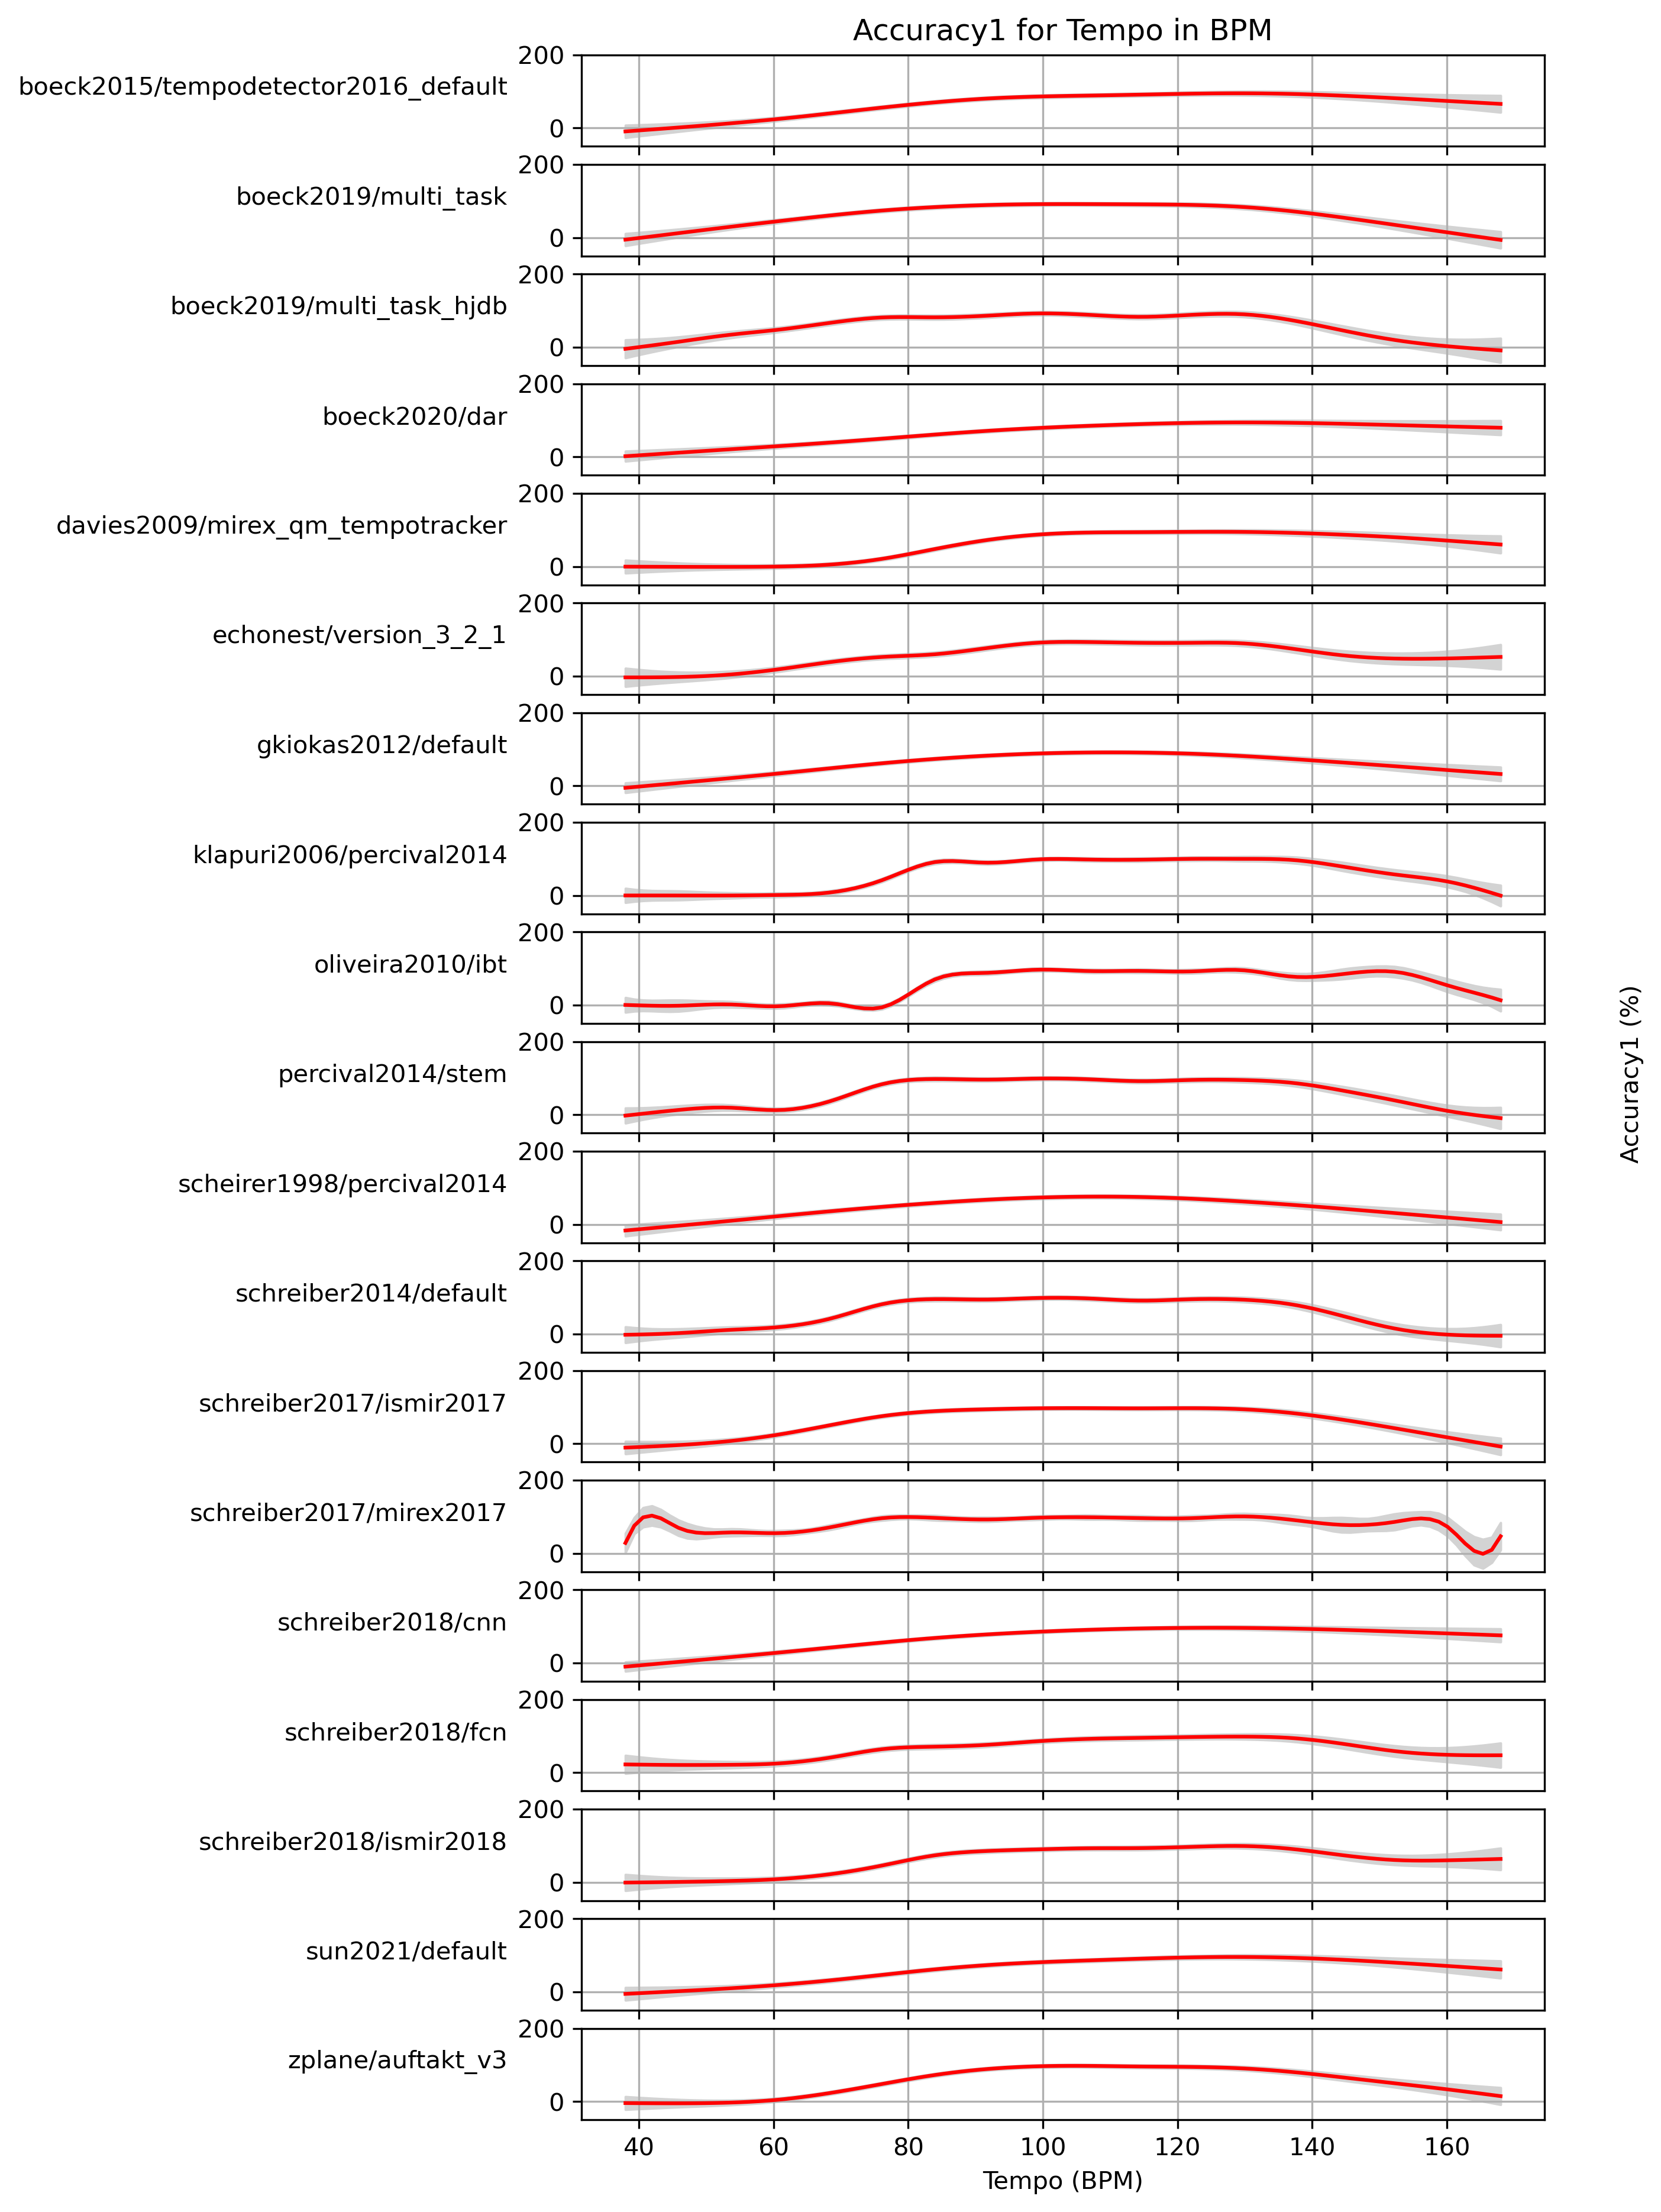 Accuracy1 for Tempo in BPM
200
boeck2015/tempodetector2016_default
0
200
boeck2019/multi_task
0
200
boeck2019/multi_task_hjdb
0
200
boeck2020/dar
0
200
davies2009/mirex_qm_tempotracker
0
200
echonest/version_3_2_1
0
200
gkiokas2012/default
0
200
klapuri2006/percival2014
0
200
oliveira2010/ibt
0
200
percival2014/stem
0
Accuracy1 (%)
200
scheirer1998/percival2014
0
200
schreiber2014/default
0
200
schreiber2017/ismir2017
0
200
schreiber2017/mirex2017
0
200
schreiber2018/cnn
0
200
schreiber2018/fcn
0
200
schreiber2018/ismir2018
0
200
sun2021/default
0
200
zplane/auftakt_v3
0
40 60 80 100 120 140 160
Tempo (BPM)